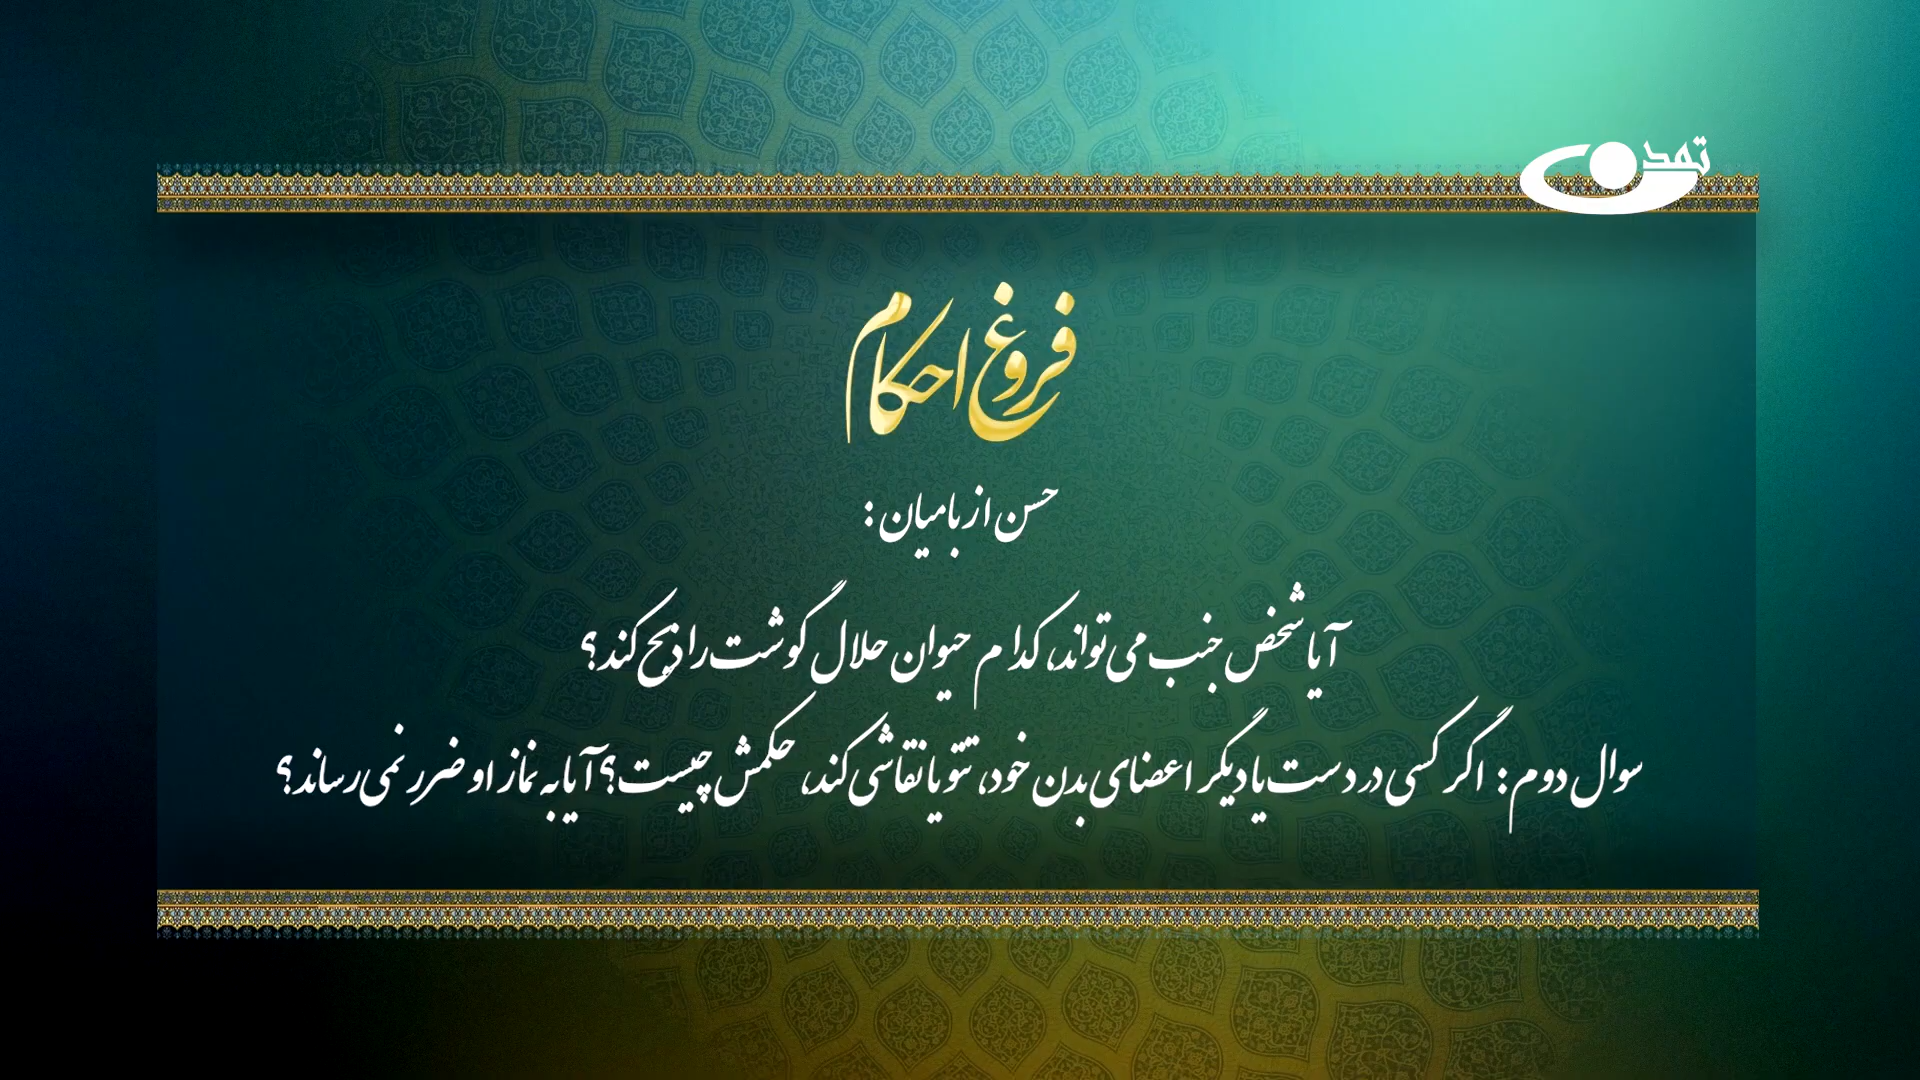 تمدن
فروغ احکام
حسن از بامیان:
آیا شخص جنب می‌تواند، کدام حیوان حلال گوشت را ذبح کند؟
سوال دوم: اگر کسی در دست یا دیگر اعضای بدن خود، تتو یا نقاشی کند، حکمش چیست؟ آیا به نماز او ضرر نمی‌رساند؟